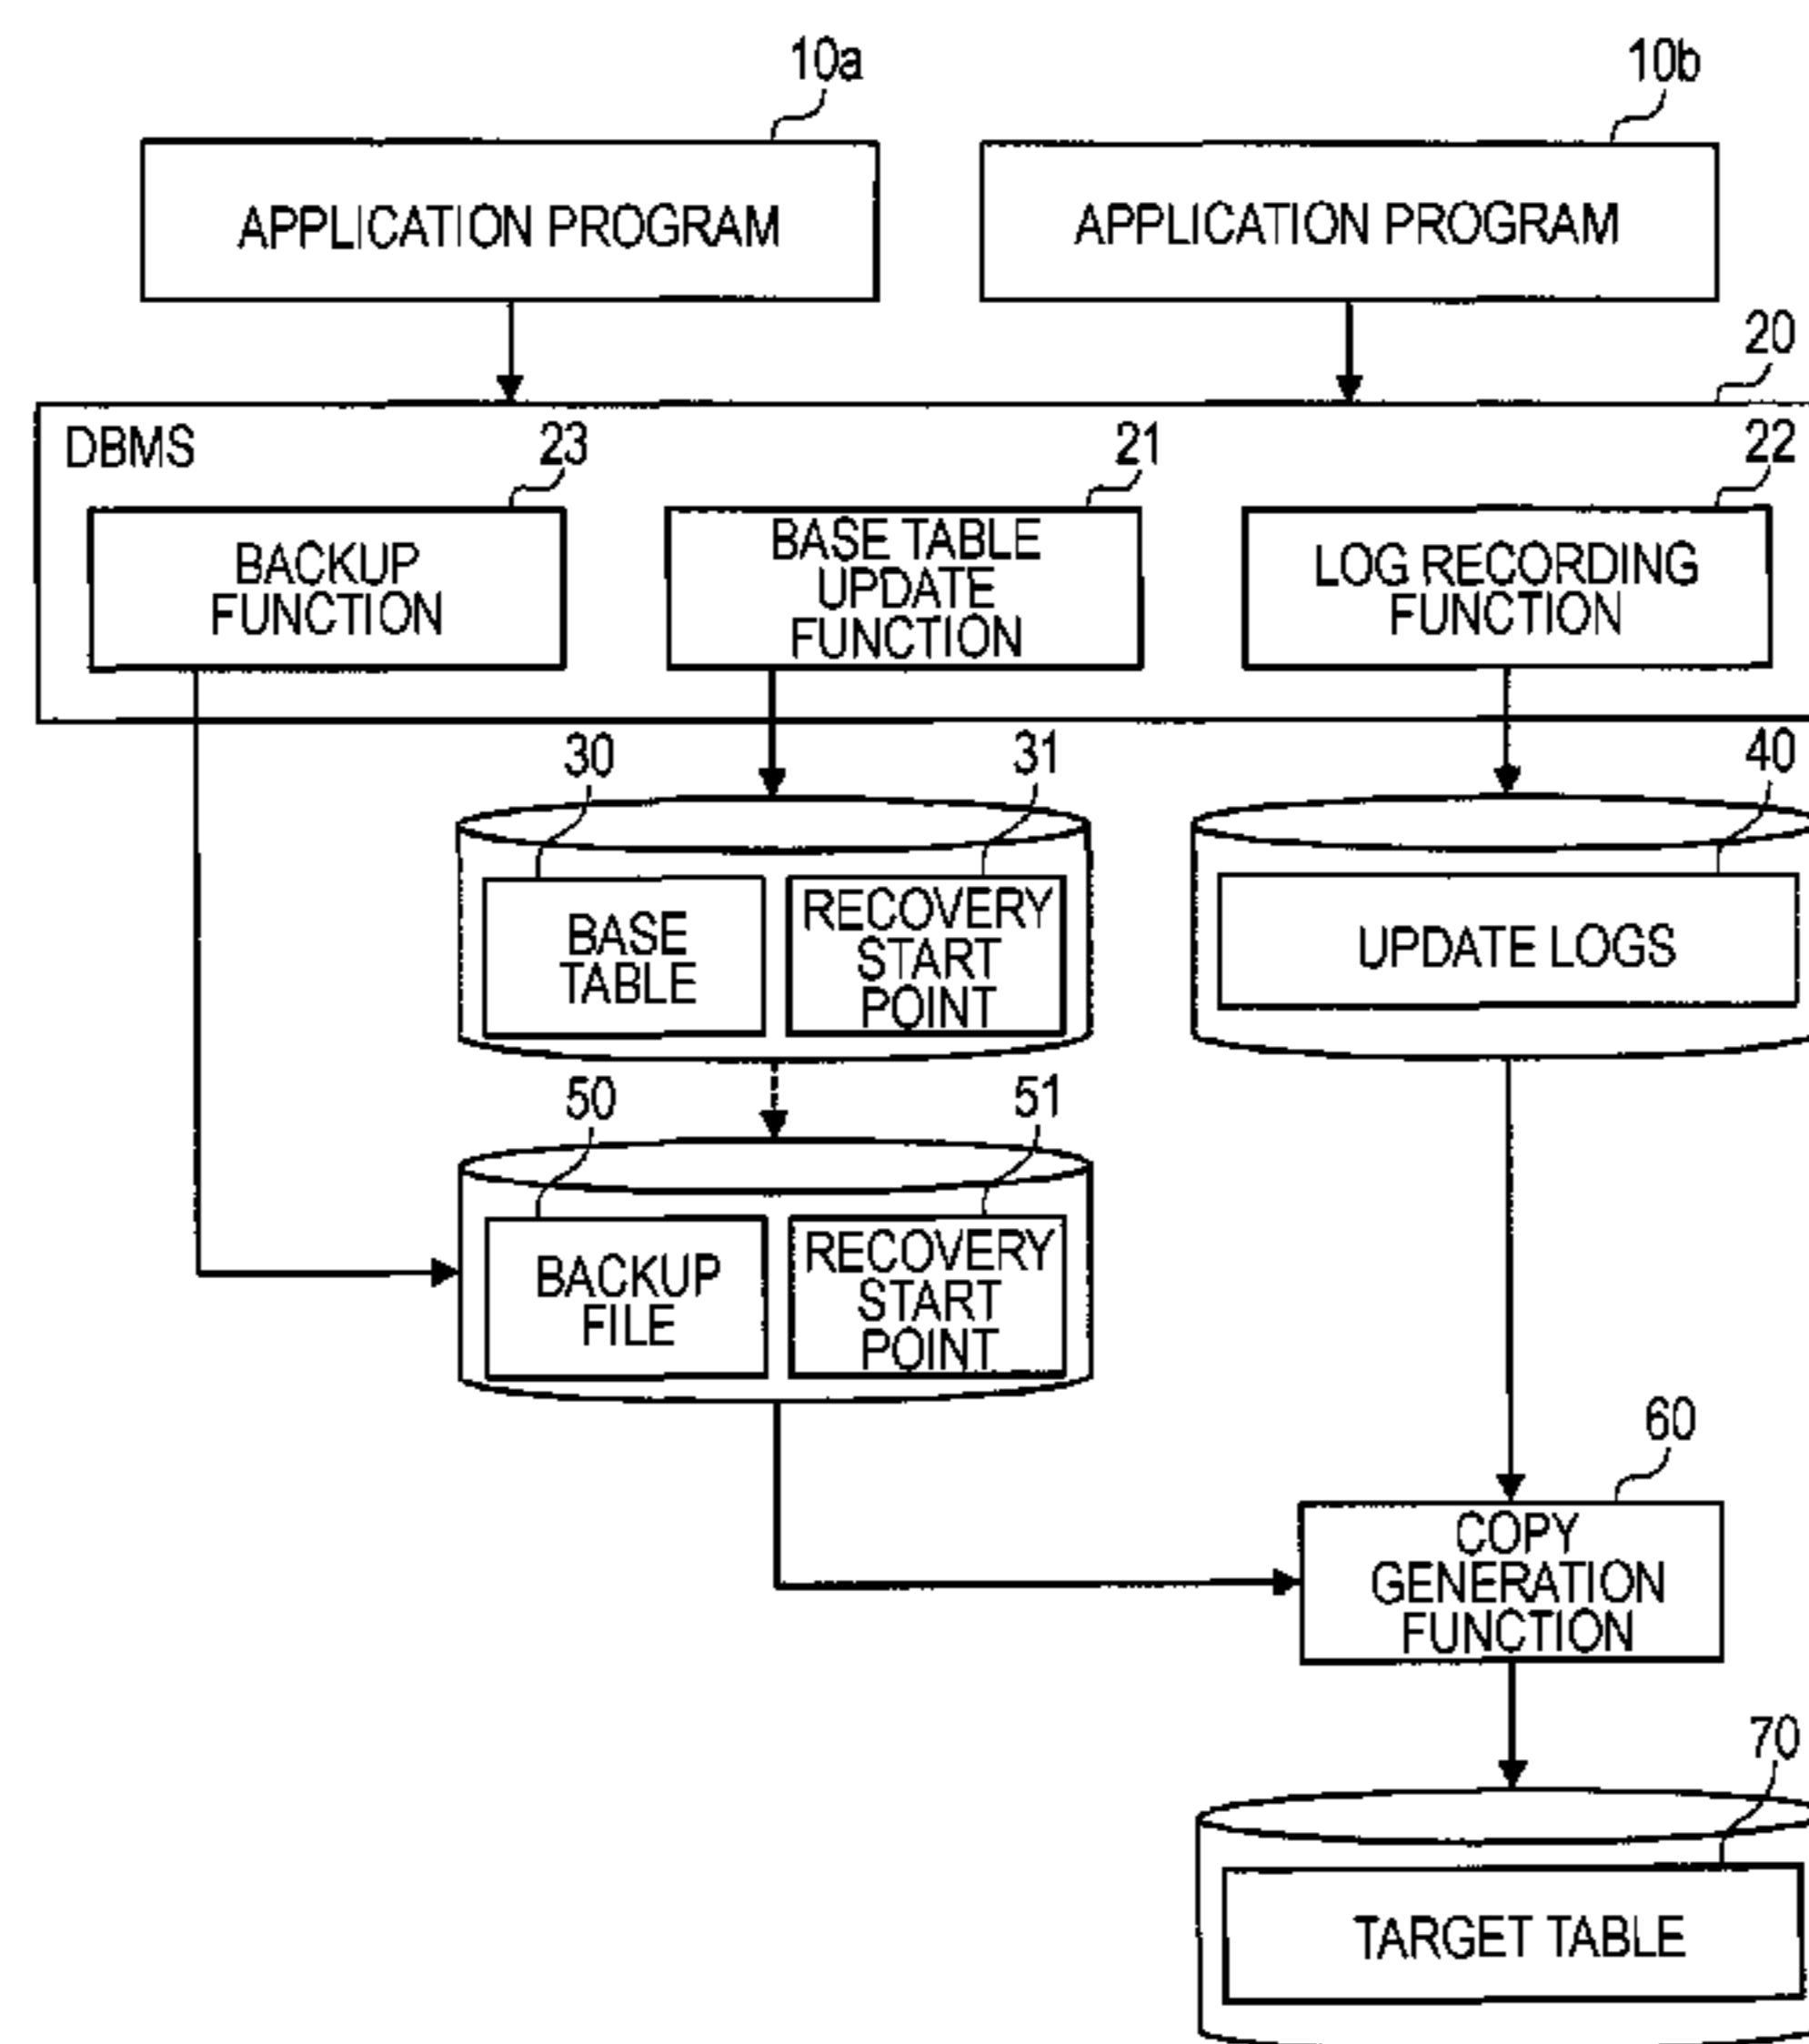 10a
10b
APPLICATION PROGRAM
APPLICATION PROGRAM
20
DBMS
23
21
22
BACKUP
FUNCTION
BASE TABLE
UPDATE
FUNCTION
LOG RECORDING
FUNCTION
30
31
40
BASE
TABLE
RECOVERY
START
POINT
UPDATE LOGS
50
51
BACKUP
FILE
RECOVERY
START
POINT
60
COPY
GENERATION
FUNCTION
70
TARGET TABLE